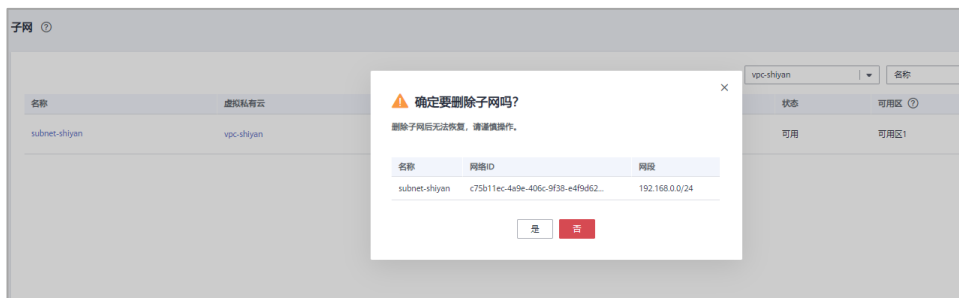 子网 ?
vpc-shiyan 名称
名称 虚拟私有云 状态 可用区 ?
subnet-shiyan vpc-shiyan 可用 可用区1
确定要删除子网吗?
删除子网后无法恢复，请谨慎操作。
名称 网络ID 网段
subnet-shiyan c75b11ec-4a9e-406c-9f38-e4f9d62... 192.168.0.0/24
是 否